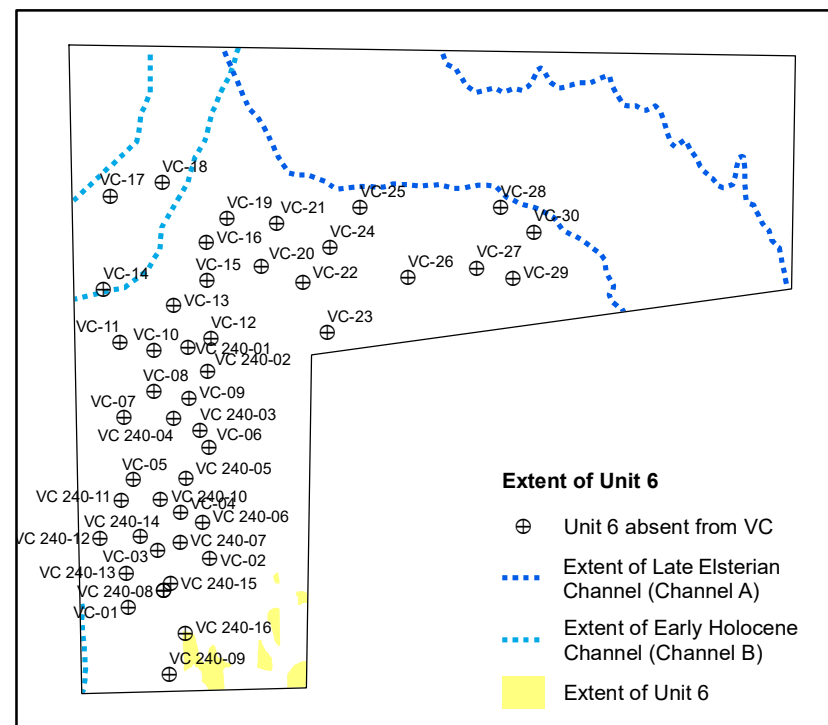 VC-18
VC-17
VC-19
VC-21
VC-25
VC-28
VC-30
VC-16
VC-24
VC-20
VC-15
VC-22
VC-26
VC-27
VC-29
VC-14
VC-13
VC-23
VC-11
VC-10
VC-12
VC 240-01
VC 240-02
VC-08
VC-09
VC-07
VC 240-03
VC 240-04
VC-06
VC-05
VC 240-05
VC 240-11
VC 240-10
VC-04
VC 240-14
VC 240-06
VC 240-12
VC 240-07
VC-03
VC-02
VC 240-13
VC 240-15
VC 240-08
VC-01
VC 240-16
VC 240-09
Extent of Unit 6
Unit 6 absent from VC
Extent of Late Elsterian
Channel (Channel A)
Extent of Early Holocene
Channel (Channel B)
Extent of Unit 6